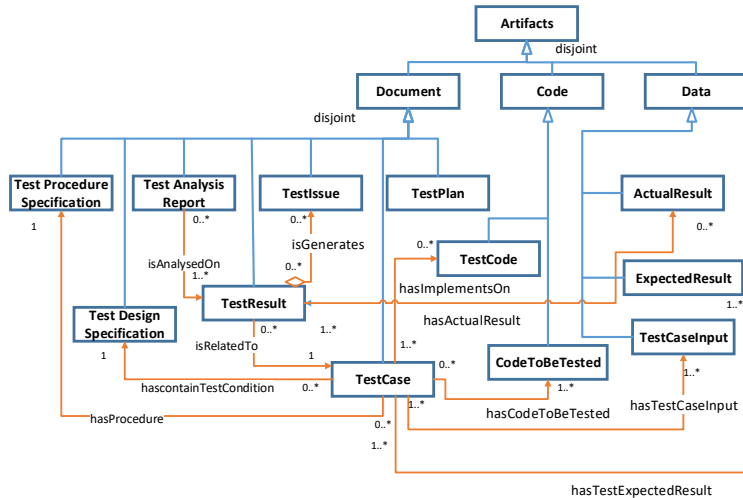 Artifacts
disjoint
Document
Code
Data
disjoint
Test Procedure
Specification
Test Analysis
Report
TestIssue
TestPlan
ActualResult
1
0..*
0..*
0..*
isGenerates
0..*
TestCode
isAnalysedOn
1..*
0..*
hasImplementsOn
ExpectedResult
TestResult
1..*
Test Design
Specification
0..*
1..*
hasActualResult
TestCaseInput
isRelatedTo
1..*
1
1
0..*
CodeToBeTested
1..*
TestCase
hascontainTestCondition
0..*
1..*
1..*
hasTestCaseInput
hasProcedure
0..*
hasCodeToBeTested
1..*
hasTestExpectedResult